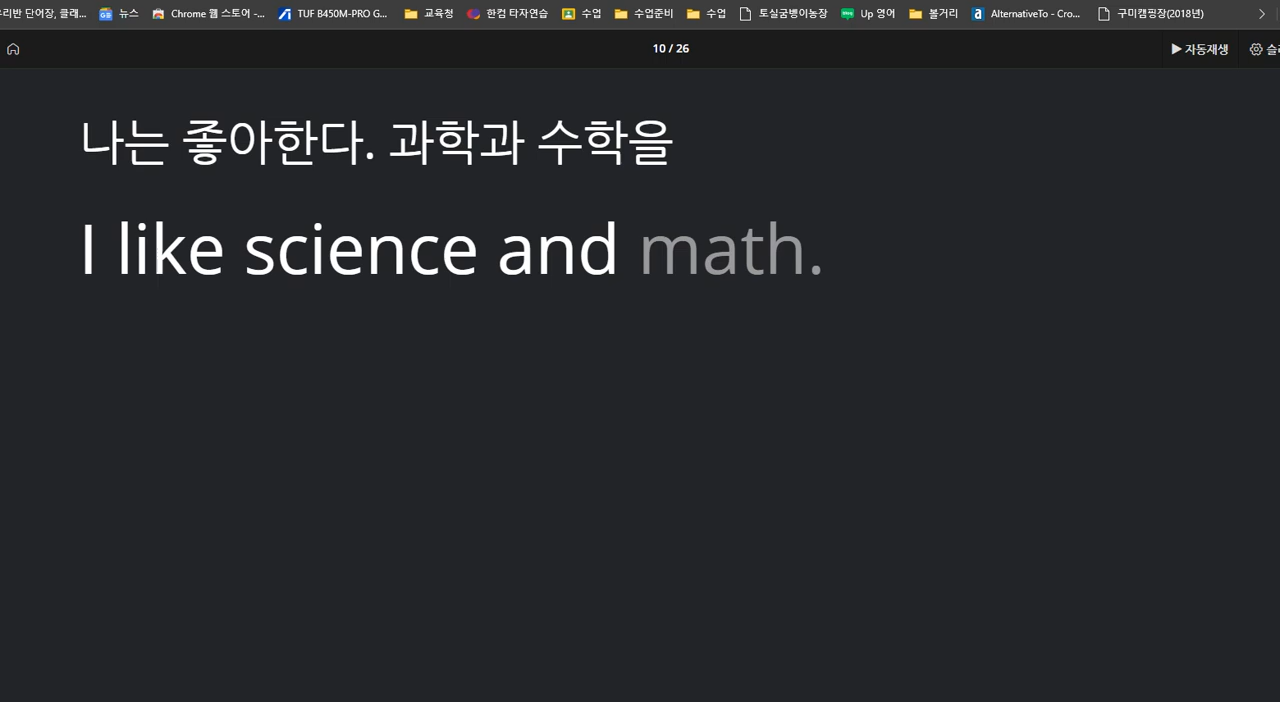 우리반 단어장, 클래... 뉴스 Chrome 웹 스토어 -... TUF B450M-PRO G... 교육청 한컴 타자연습 수업 수업준비 수업 토실굼벵이농장 Up 영어 볼거리 AlternativeTo - Cro... 구미캠핑장(2018년)
10 / 26 자동재생
나는 좋아한다. 과학과 수학을
I like science and math.